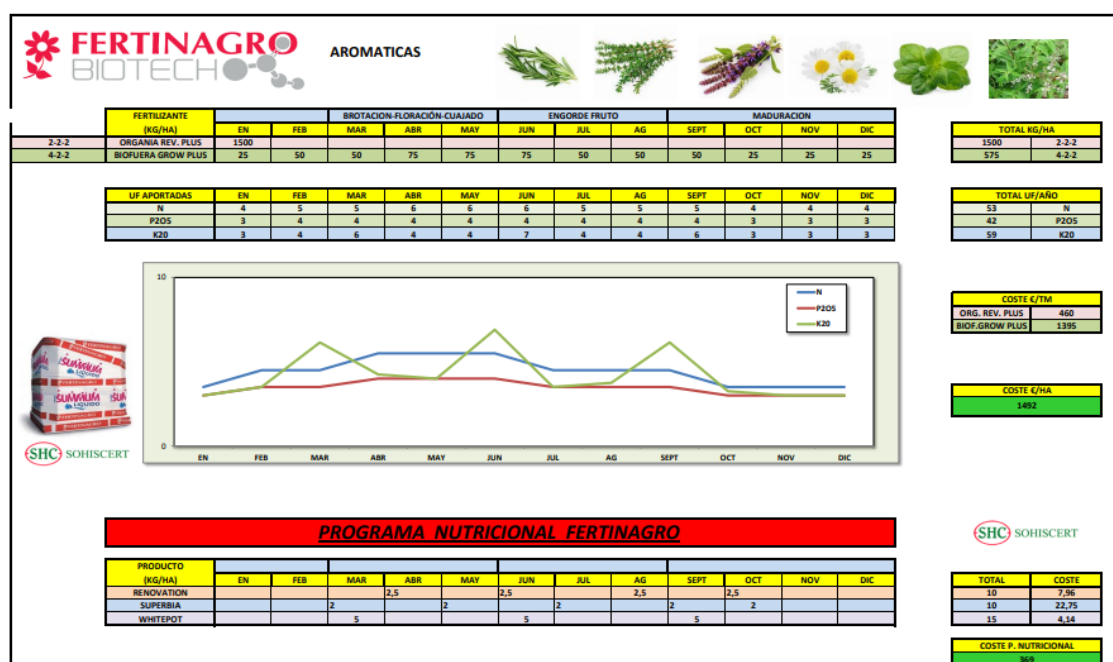 FERTINAGRO
BIOTECH
AROMATICAS
FERTILIZANTE BROTACION-FLORACIÓN-CUAJADO ENGORDE FRUTO MADURACION
(KG/HA) EN FEB MAR ABR MAY JUN JUL AG SEPT OCT NOV DIC TOTAL KG/HA
2-2-2 ORGANIA REV. PLUS 1500 1500 2-2-2
4-2-2 BIOFUERA GROW PLUS 25 50 50 75 75 75 50 50 50 25 25 25 575 4-2-2
UF APORTADAS EN FEB MAR ABR MAY JUN JUL AG SEPT OCT NOV DIC TOTAL UF/AÑO
N 4 5 5 6 6 6 5 5 5 4 4 4 53 N
P2O5 3 4 4 4 4 4 4 4 4 3 3 3 42 P2O5
K20 3 4 6 4 4 7 4 4 6 3 3 3 59 K20
10
N
P2O5
K20
0
EN FEB MAR ABR MAY JUN JUL AG SEPT OCT NOV DIC
COSTE €/TM
ORG. REV. PLUS 460
BIOF.GROW PLUS 1395
COSTE €/HA
1492
SUMMUM
LIQUIDO
FERTINAGRO
SHC SOHISCERT
PROGRAMA NUTRICIONAL FERTINAGRO
SHC SOHISCERT
PRODUCTO
(KG/HA) EN FEB MAR ABR MAY JUN JUL AG SEPT OCT NOV DIC TOTAL COSTE
RENOVATION 2,5 2,5 2,5 2,5 10 7,96
SUPERBIA 2 2 2 2 2 10 22,75
WHITEPOT 5 5 5 15 4,14
COSTE P. NUTRICIONAL
369